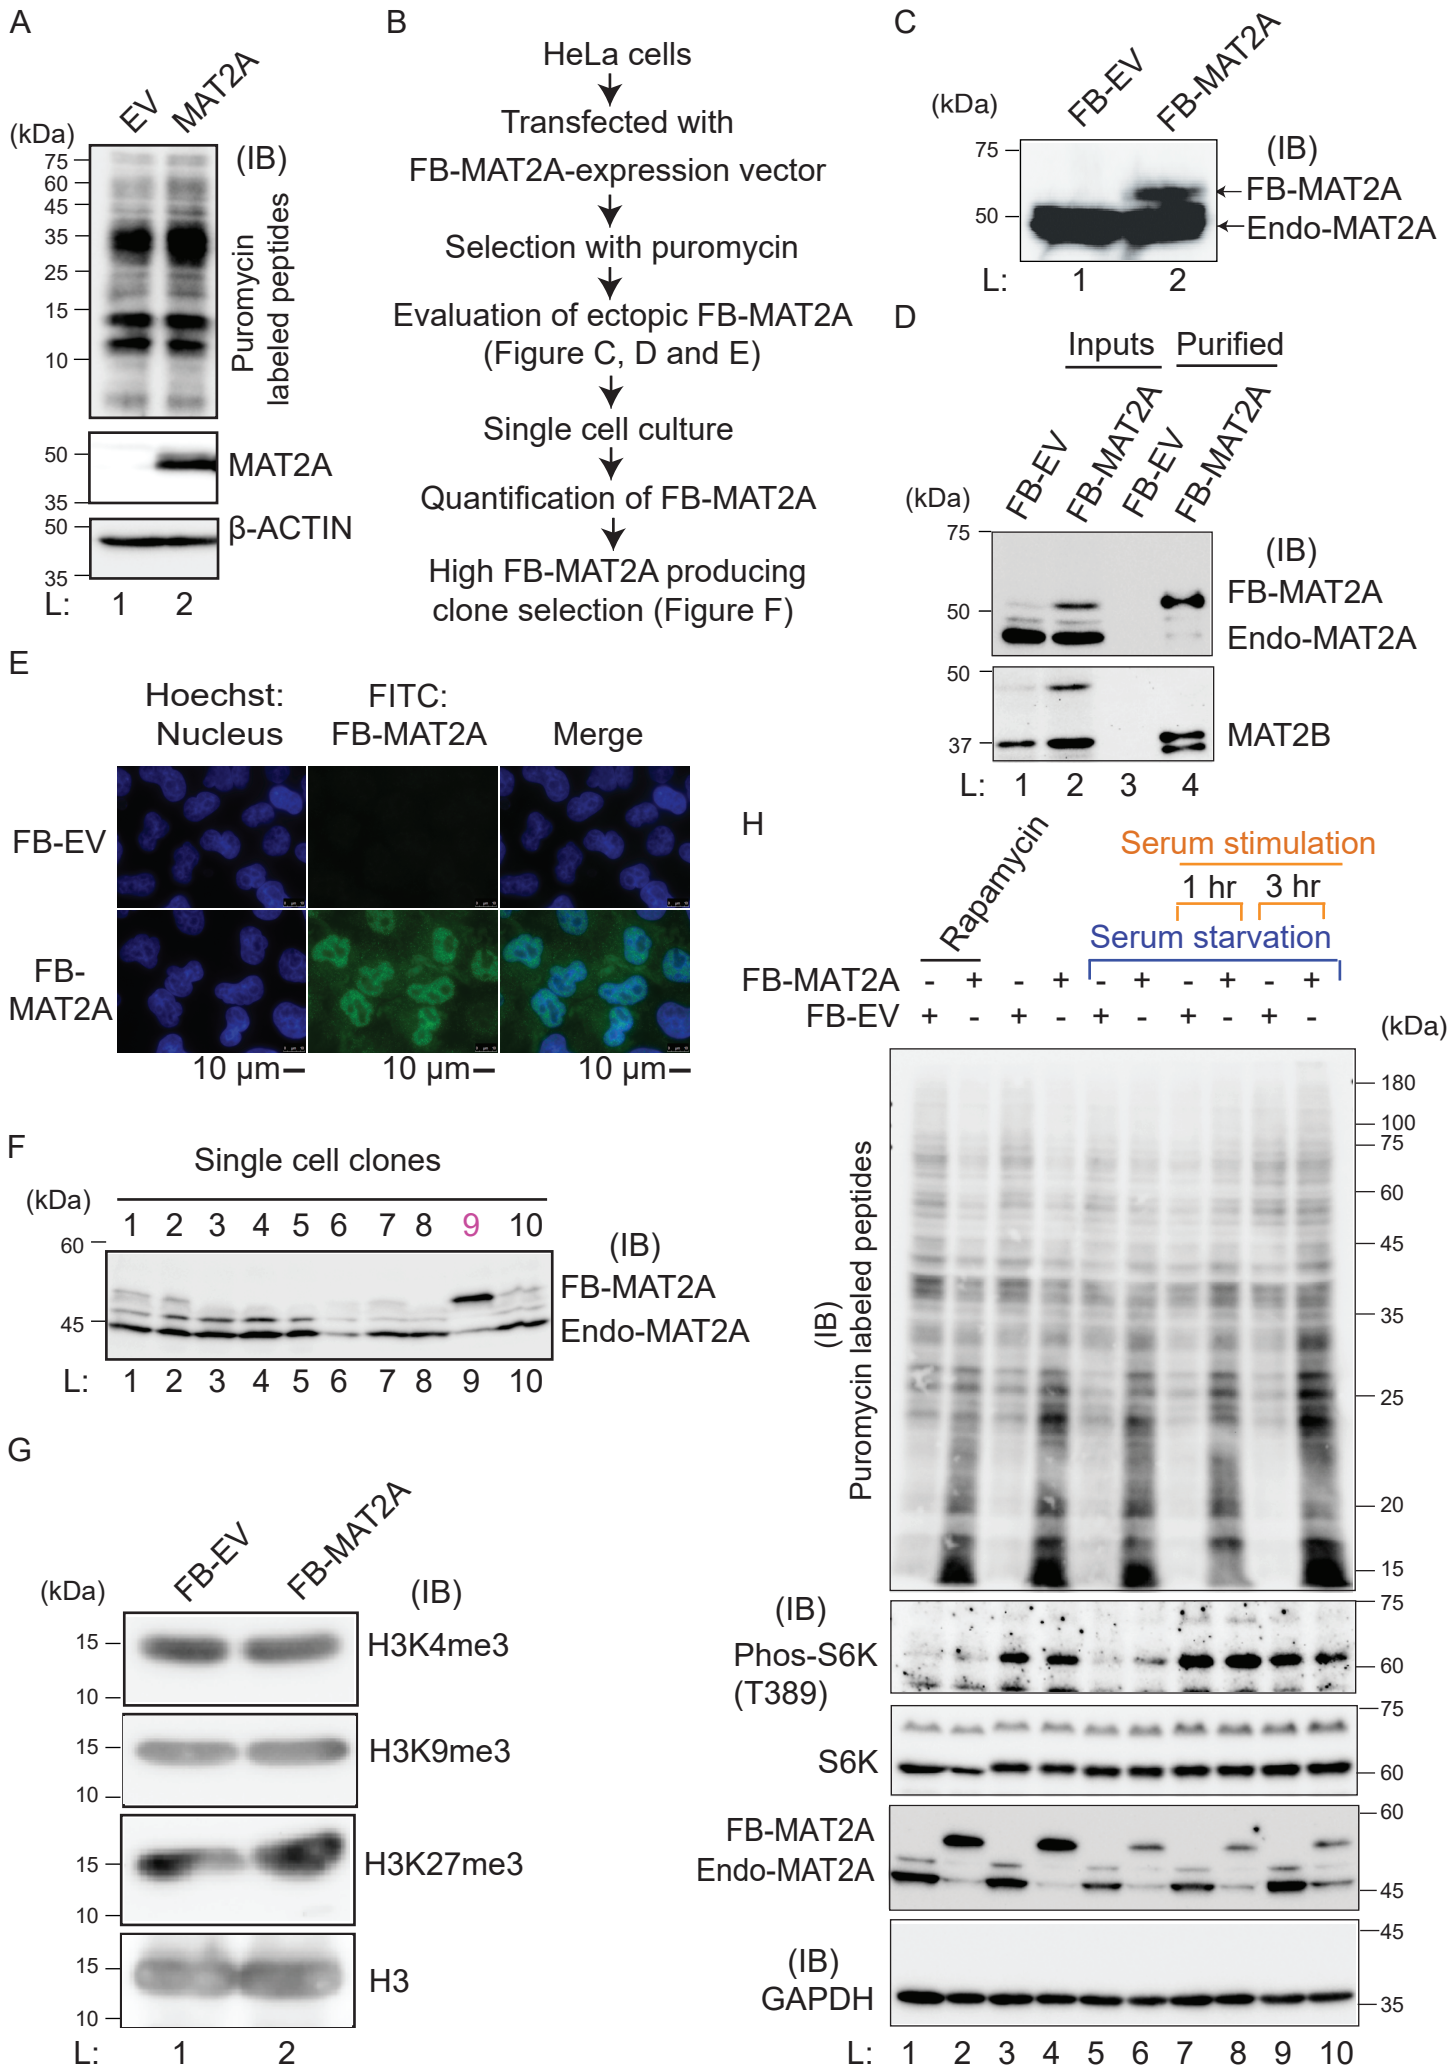 A
EV
MAT2A
(kDa)
75
60
45
35
25
15
10
(IB)
Puromycin
labeled peptides
50
35
MAT2A
50
35
β-ACTIN
L: 1 2
B
HeLa cells
Transfected with
FB-MAT2A-expression vector
Selection with puromycin
Evaluation of ectopic FB-MAT2A
(Figure C, D and E)
Single cell culture
Quantification of FB-MAT2A
High FB-MAT2A producing
clone selection (Figure F)
C
FB-EV
FB-MAT2A
(kDa)
75
50
(IB)
FB-MAT2A
Endo-MAT2A
L: 1 2
D
Inputs Purified
FB-EV
FB-MAT2A
FB-EV
FB-MAT2A
(kDa)
75
50
(IB)
FB-MAT2A
Endo-MAT2A
50
37
MAT2B
L: 1 2 3 4
E
Hoechst:
Nucleus
FITC:
FB-MAT2A
Merge
FB-EV
FB-
MAT2A
10 µm
10 µm
10 µm
F
Single cell clones
(kDa)
1 2 3 4 5 6 7 8 9 10
60
45
(IB)
FB-MAT2A
Endo-MAT2A
L: 1 2 3 4 5 6 7 8 9 10
G
FB-EV
FB-MAT2A
(kDa)
(IB)
15
10
H3K4me3
15
10
H3K9me3
15
10
H3K27me3
15
10
H3
L: 1 2
H
Rapamycin
Serum stimulation
1 hr 3 hr
Serum starvation
FB-MAT2A - + - + - + - + - +
FB-EV + - + - + - + - + -
(kDa)
180
100
75
60
45
35
25
20
15
(IB)
Puromycin labeled peptides
(IB)
Phos-S6K
(T389)
75
60
S6K
75
60
FB-MAT2A
Endo-MAT2A
60
45
(IB)
GAPDH
45
35
L: 1 2 3 4 5 6 7 8 9 10